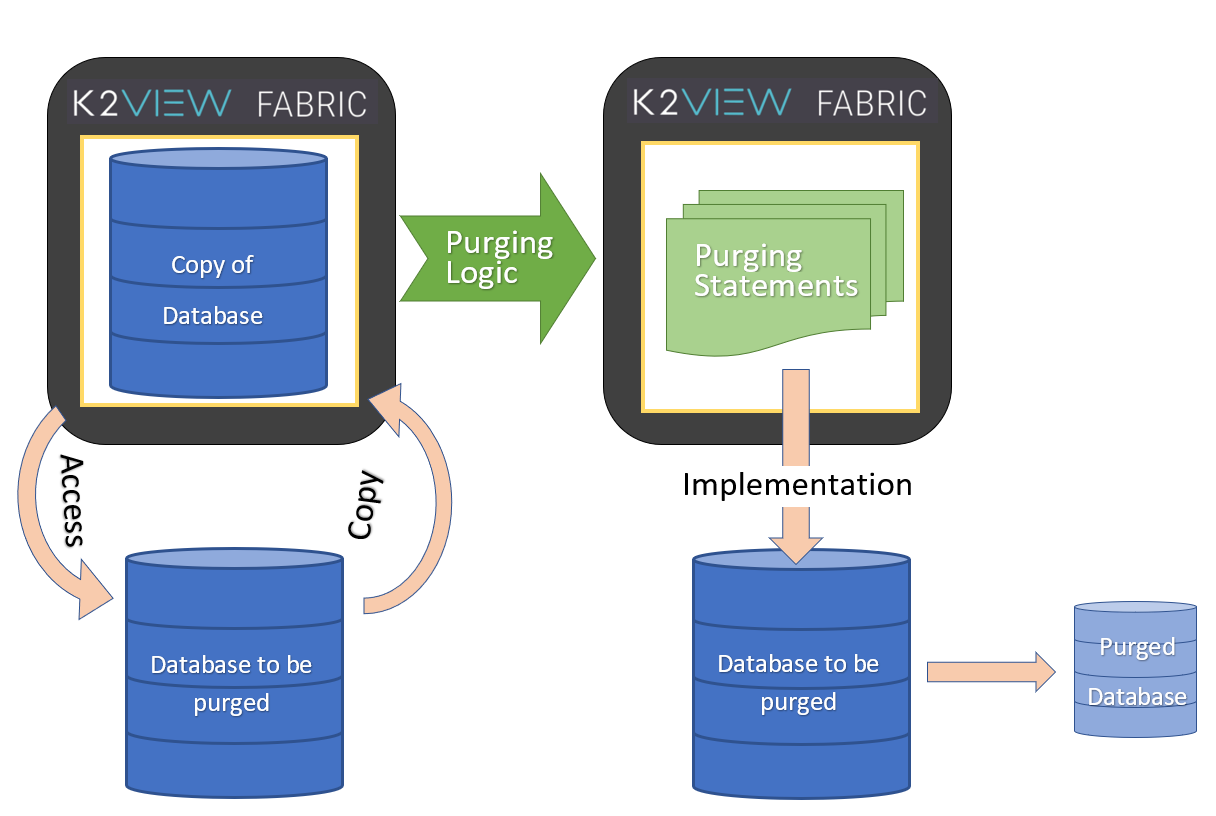 K2VIEW FABRIC
Copy of
Database
Access
Copy
Database to be
purged
Purging
Logic
K2VIEW FABRIC
Purging
Statements
Implementation
Database to be
purged
Purged
Database